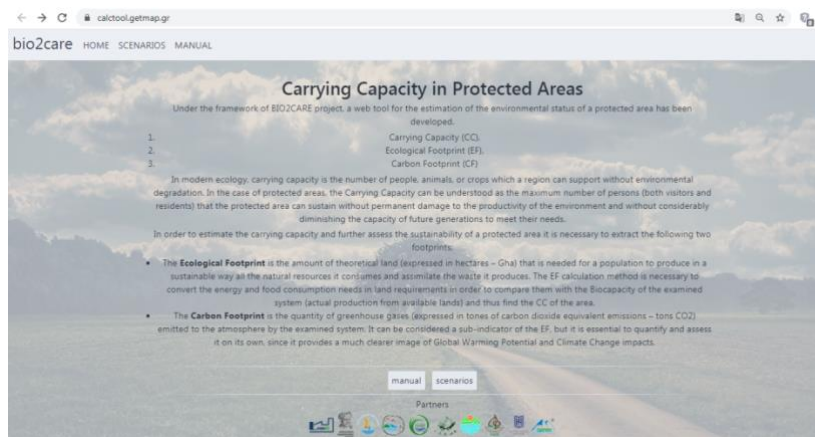 calctool.getmap.gr
bio2care HOME SCENARIOS MANUAL
Carrying Capacity in Protected Areas
Under the framework of BIO2CARE project, a web tool for the estimation of the environmental status of a protected area has been
developed.
1. Carrying Capacity (CC),
2. Ecological Footprint (EF),
3. Carbon Footprint (CF)
In modern ecology, carrying capacity is the number of people, animals, or crops which a region can support without environmental
degradation. In the case of protected areas, the Carrying Capacity can be understood as the maximum number of persons (both visitors and
residents) that the protected area can sustain without permanent damage to the productivity of the environment and without considerably
diminishing the capacity of future generations to meet their needs.
In order to estimate the carrying capacity and further assess the sustainability of a protected area it is necessary to extract the following two
footprints:
• The Ecological Footprint is the amount of theoretical land (expressed in hectares – Gha) that is needed for a population to produce in a
sustainable way all the natural resources it consumes and assimilate the waste it produces. The EF calculation method is necessary to
convert the energy and food consumption needs in land requirements in order to compare them with the Biocapacity of the examined
system (actual production from available lands) and thus find the CC of the area.
• The Carbon Footprint is the quantity of greenhouse gases (expressed in tones of carbon dioxide equivalent emissions – tons CO2)
emitted to the atmosphere by the examined system. It can be considered a sub-indicator of the EF, but it is essential to quantify and assess
it on its own, since it provides a much clearer image of Global Warming Potential and Climate Change impacts.
manual scenarios
Partners